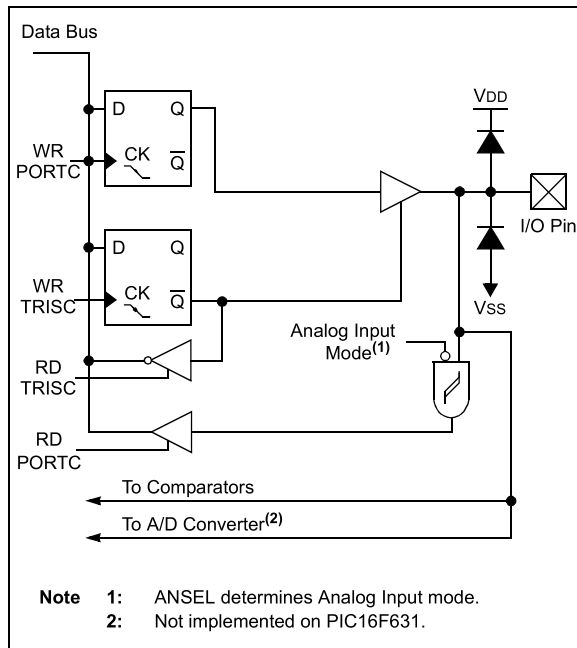 Data Bus
D Q
WR
PORTC
CK Q
VDD
I/O Pin
D Q
WR
TRISC
CK Q
VSS
Analog Input
Mode(1)
RD
TRISC
RD
PORTC
To Comparators
To A/D Converter(2)
Note 1: ANSEL determines Analog Input mode.
2: Not implemented on PIC16F631.